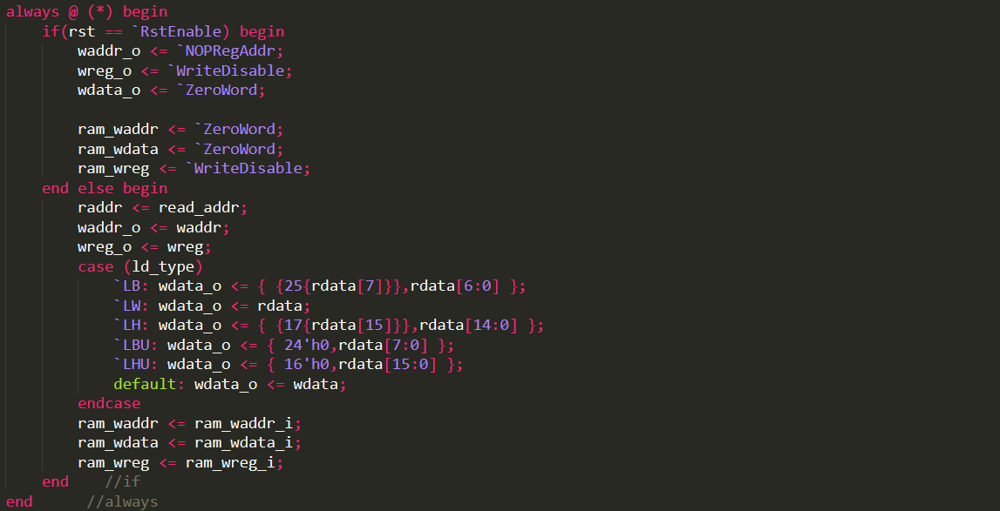 always @ (*) begin
if(rst == `RstEnable) begin
waddr_o <= `NOPRegAddr;
wreg_o <= `WriteDisable;
wdata_o <= `ZeroWord;
ram_waddr <= `ZeroWord;
ram_wdata <= `ZeroWord;
ram_wreg <= `WriteDisable;
end else begin
raddr <= read_addr;
waddr_o <= waddr;
wreg_o <= wreg;
case (ld_type)
`LB: wdata_o <= { {25{rdata[7]}},rdata[6:0] };
`LW: wdata_o <= rdata;
`LH: wdata_o <= { {17{rdata[15]}},rdata[14:0] };
`LBU: wdata_o <= { 24'h0,rdata[7:0] };
`LHU: wdata_o <= { 16'h0,rdata[15:0] };
default: wdata_o <= wdata;
endcase
ram_waddr <= ram_waddr_i;
ram_wdata <= ram_wdata_i;
ram_wreg <= ram_wreg_i;
end //if
end //always